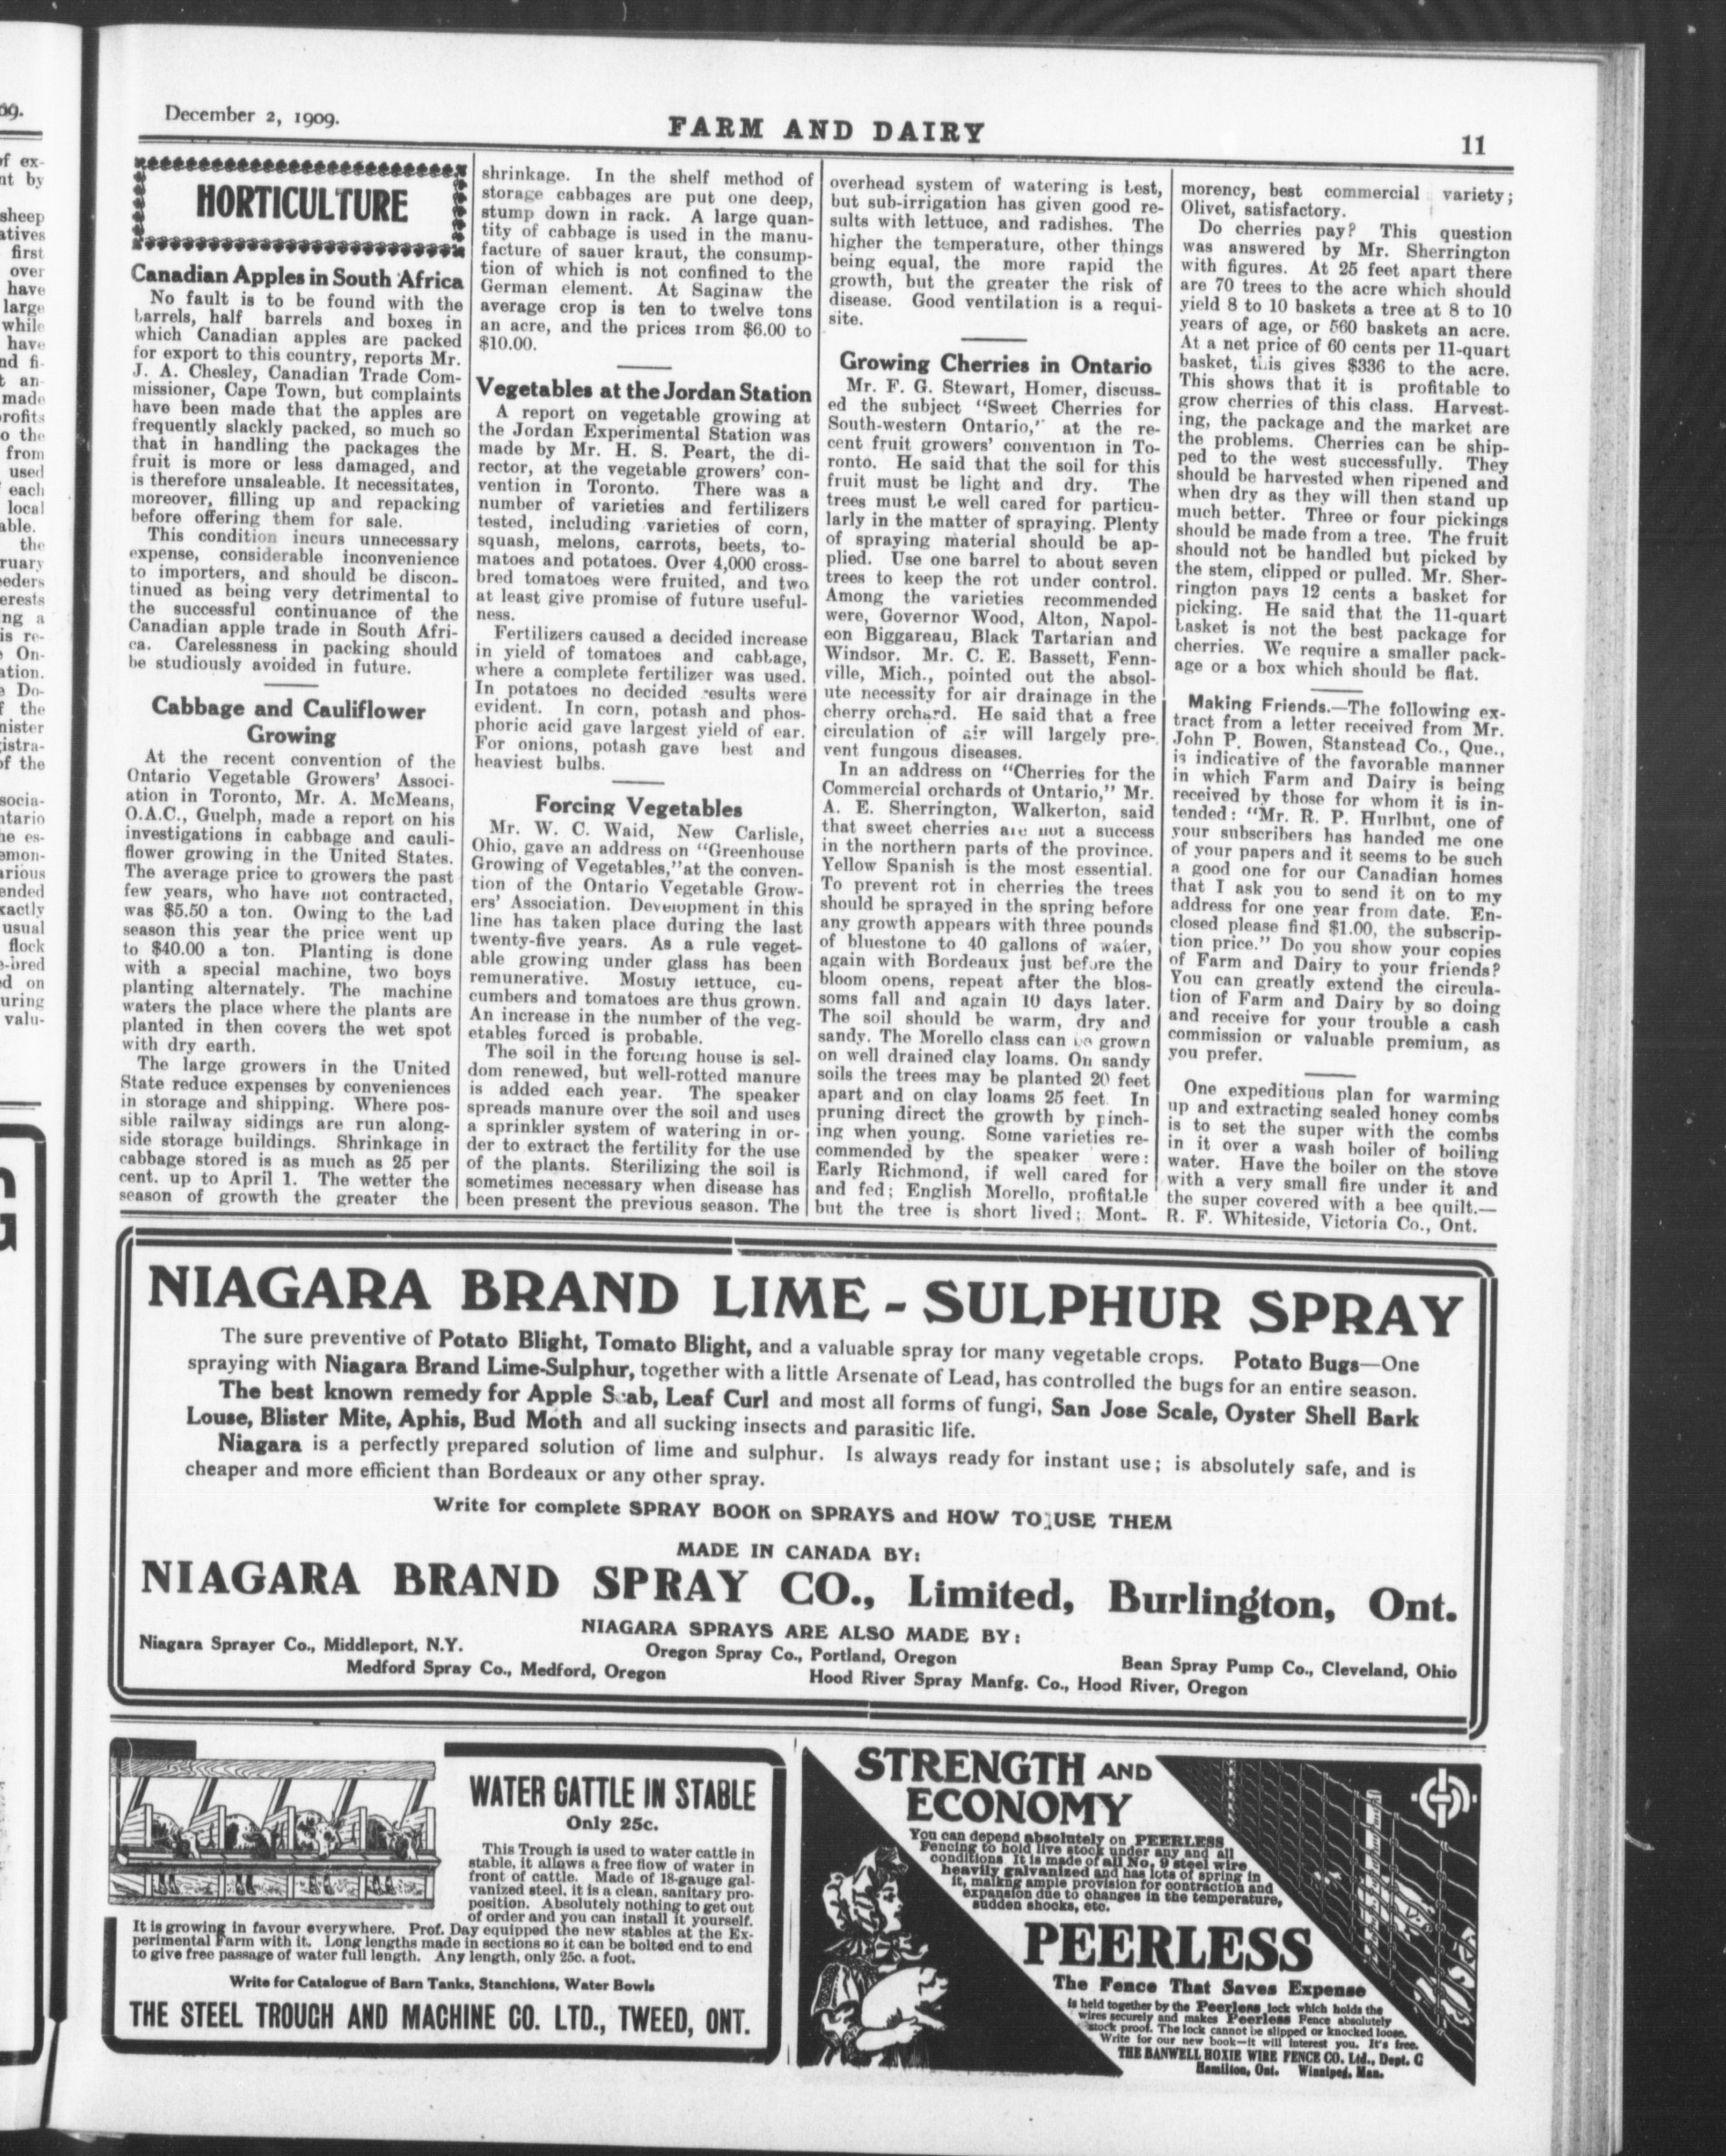 December 2, 1909.
FARM AND DAIRY
11
HORTICULTURE
Canadian Apples in South Africa
No fault is to be found with the
barrels, half barrels and boxes in
which Canadian apples are packed
for export to this country, reports Mr.
J. A. Chesley, Canadian Trade Com-
missioner, Cape Town, but complaints
have been made that the apples are
frequently slackly packed, so much so
that in handling the packages the
fruit is more or less damaged, and
is therefore unsaleable. It necessitates,
moreover, filling up and repacking
before offering them for sale.
This condition incurs unnecessary
expense, considerable inconvenience
to importers, and should be discon-
tinued as being very detrimental to
the successful continuance of the
Canadian apple trade in South Afri-
ca. Carelessness in packing should
be studiously avoided in future.
Cabbage and Cauliflower
Growing
At the recent convention of the
Ontario Vegetable Growers' Associ-
ation in Toronto, Mr. A. McMeans,
O.A.C., Guelph, made a report on his
investigations in cabbage and cauli-
flower growing in the United States.
The average price to growers the past
few years, who have not contracted,
was $5.50 a ton. Owing to the bad
season this year the price went up
to $40.00 a ton. Planting is done
with a special machine, two boys
planting alternately. The machine
waters the place where the plants are
planted in then covers the wet spot
with dry earth.
The large growers in the United
State reduce expenses by conveniences
in storage and shipping. Where pos-
sible railway sidings are run along-
side storage buildings. Shrinkage in
cabbage stored is as much as 25 per
cent. up to April 1. The wetter the
season of growth the greater the
shrinkage. In the shelf method of
storage cabbages are put one deep,
stump down in rack. A large quan-
tity of cabbage is used in the manu-
facture of sauer kraut, the consump-
tion of which is not confined to the
German element. At Saginaw the
average crop is ten to twelve tons
an acre, and the prices from $6.00 to
$10.00.
Vegetables at the Jordan Station
A report on vegetable growing at
the Jordan Experimental Station was
made by Mr. H. S. Peart, the di-
rector, at the vegetable growers' con-
vention in Toronto. There was a
number of varieties and fertilizers
tested, including varieties of corn,
squash, melons, carrots, beets, to-
matoes and potatoes. Over 4,000 cross-
bred tomatoes were fruited, and two
at least give promise of future useful-
ness.
Fertilizers caused a decided increase
in yield of tomatoes and cabbage,
where a complete fertilizer was used.
In potatoes no decided results were
evident. In corn, potash and phos-
phoric acid gave largest yield of ear.
For onions, potash gave best and
heaviest bulbs.
Forcing Vegetables
Mr. W. C. Waid, New Carlisle,
Ohio, gave an address on "Greenhouse
Growing of Vegetables," at the conven-
tion of the Ontario Vegetable Grow-
ers' Association. Development in this
line has taken place during the last
twenty-five years. As a rule veget-
able growing under glass has been
remunerative. Mostly lettuce, cu-
cumbers and tomatoes are thus grown.
An increase in the number of the veg-
etables forced is probable.
The soil in the forcing house is sel-
dom renewed, but well-rotted manure
is added each year. The speaker
spreads manure over the soil and uses
a sprinkler system of watering in or-
der to extract the fertility for the use
of the plants. Sterilizing the soil is
sometimes necessary when disease has
been present the previous season. The
overhead system of watering is best,
but sub-irrigation has given good re-
sults with lettuce, and radishes. The
higher the temperature, other things
being equal, the more rapid the
growth, but the greater the risk of
disease. Good ventilation is a requi-
site.
Growing Cherries in Ontario
Mr. F. G. Stewart, Homer, discuss-
ed the subject "Sweet Cherries for
South-western Ontario," at the re-
cent fruit growers' convention in To-
ronto. He said that the soil for this
fruit must be light and dry. The
trees must be well cared for particu-
larly in the matter of spraying. Plenty
of spraying material should be ap-
plied. Use one barrel to about seven
trees to keep the rot under control.
Among the varieties recommended
were, Governor Wood, Alton, Napol-
eon Biggareau, Black Tartarian and
Windsor. Mr. C. E. Bassett, Fenn-
ville, Mich., pointed out the absol-
ute necessity for air drainage in the
cherry orchard. He said that a free
circulation of air will largely pre-
vent fungous diseases.
In an address on "Cherries for the
Commercial orchards of Ontario," Mr.
A. E. Sherrington, Walkerton, said
that sweet cherries are not a success
in the northern parts of the province.
Yellow Spanish is the most essential.
To prevent rot in cherries the trees
should be sprayed in the spring before
any growth appears with three pounds
of bluestone to 40 gallons of water,
again with Bordeaux just before the
bloom opens, repeat after the blos-
soms fall and again 10 days later.
The soil should be warm, dry and
sandy. The Morello class can be grown
on well drained clay loams. On sandy
soils the trees may be planted 20 feet
apart and on clay loams 25 feet. In
pruning direct the growth by pinch-
ing when young. Some varieties re-
commended by the speaker were:
Early Richmond, if well cared for
and fed; English Morello, profitable
but the tree is short lived; Mont-
morency, best commercial variety;
Olivet, satisfactory.
Do cherries pay? This question
was answered by Mr. Sherrington
with figures. At 25 feet apart there
are 70 trees to the acre which should
yield 8 to 10 baskets a tree at 8 to 10
years of age, or 560 baskets an acre.
At a net price of 60 cents per 11-quart
basket, this gives $336 to the acre.
This shows that it is profitable to
grow cherries of this class. Harvest-
ing, the package and the market are
the problems. Cherries can be ship-
ped to the west successfully. They
should be harvested when ripened and
when dry as they will then stand up
much better. Three or four pickings
should be made from a tree. The fruit
should not be handled but picked by
the stem, clipped or pulled. Mr. Sher-
rington pays 12 cents a basket for
picking. He said that the 11-quart
basket is not the best package for
cherries. We require a smaller pack-
age or a box which should be flat.
Making Friends.—The following ex-
tract from a letter received from Mr.
John P. Bowen, Stanstead Co., Que.,
is indicative of the favorable manner
in which Farm and Dairy is being
received by those for whom it is in-
tended: "Mr. R. P. Hurlbut, one of
your subscribers has handed me one
of your papers and it seems to be such
a good one for our Canadian homes
that I ask you to send it on to my
address for one year from date. En-
closed please find $1.00, the subscrip-
tion price." Do you show your copies
of Farm and Dairy to your friends?
You can greatly extend the circula-
tion of Farm and Dairy by so doing
and receive for your trouble a cash
commission or valuable premium, as
you prefer.
One expeditious plan for warming
up and extracting sealed honey combs
is to set the super with the combs
in it over a wash boiler of boiling
water. Have the boiler on the stove
with a very small fire under it and
the super covered with a bee quilt.—
R. F. Whiteside, Victoria Co., Ont.
NIAGARA BRAND LIME-SULPHUR SPRAY
The sure preventive of Potato Blight, Tomato Blight, and a valuable spray for many vegetable crops. Potato Bugs—One
spraying with Niagara Brand Lime-Sulphur, together with a little Arsenate of Lead, has controlled the bugs for an entire season.
The best known remedy for Apple Scab, Leaf Curl and most all forms of fungi, San Jose Scale, Oyster Shell Bark
Louse, Blister Mite, Aphis, Bud Moth and all sucking insects and parasitic life.
Niagara is a perfectly prepared solution of lime and sulphur. Is always ready for instant use; is absolutely safe, and is
cheaper and more efficient than Bordeaux or any other spray.
Write for complete SPRAY BOOK on SPRAYS and HOW TO USE THEM
MADE IN CANADA BY:
NIAGARA BRAND SPRAY CO., Limited, Burlington, Ont.
NIAGARA SPRAYS ARE ALSO MADE BY:
Niagara Sprayer Co., Middleport, N.Y.
Oregon Spray Co., Portland, Oregon
Bean Spray Pump Co., Cleveland, Ohio
Medford Spray Co., Medford, Oregon
Hood River Spray Manfg. Co., Hood River, Oregon
WATER CATTLE IN STABLE
Only 25c.
This Trough is used to water cattle in
stable, it allows a free flow of water in
front of cattle. Made of 18-gauge gal-
vanized steel, it is a clean, sanitary pro-
position. Absolutely nothing to get out
of order and you can install it yourself.
It is growing in favour everywhere. Prof. Day equipped the new stables at the Ex-
perimental Farm with it. Long lengths made in sections so it can be bolted end to end
to give free passage of water full length. Any length, only 25c. a foot.
Write for Catalogue of Barn Tanks, Stanchions, Water Bowls
THE STEEL TROUGH AND MACHINE CO. LTD., TWEED, ONT.
STRENGTH AND
ECONOMY
You can depend absolutely on PEERLESS
Fencing to hold live stock under any and all
conditions It is made of all No. 9 steel wire
heavily galvanized and has lots of spring in
it, making ample provision for contraction and
expansion due to changes in the temperature,
sudden shocks, etc.
PEERLESS
The Fence That Saves Expense
Is held together by the Peerless lock which holds the
wires securely and makes Peerless Fence absolutely
stock proof. The lock cannot be slipped or knocked loose.
Write for our new book—it will interest you. It's free.
THE BANWELL HOXIE WIRE FENCE CO. Ltd., Dept. G
Hamilton, Ont. Winnipeg, Man.